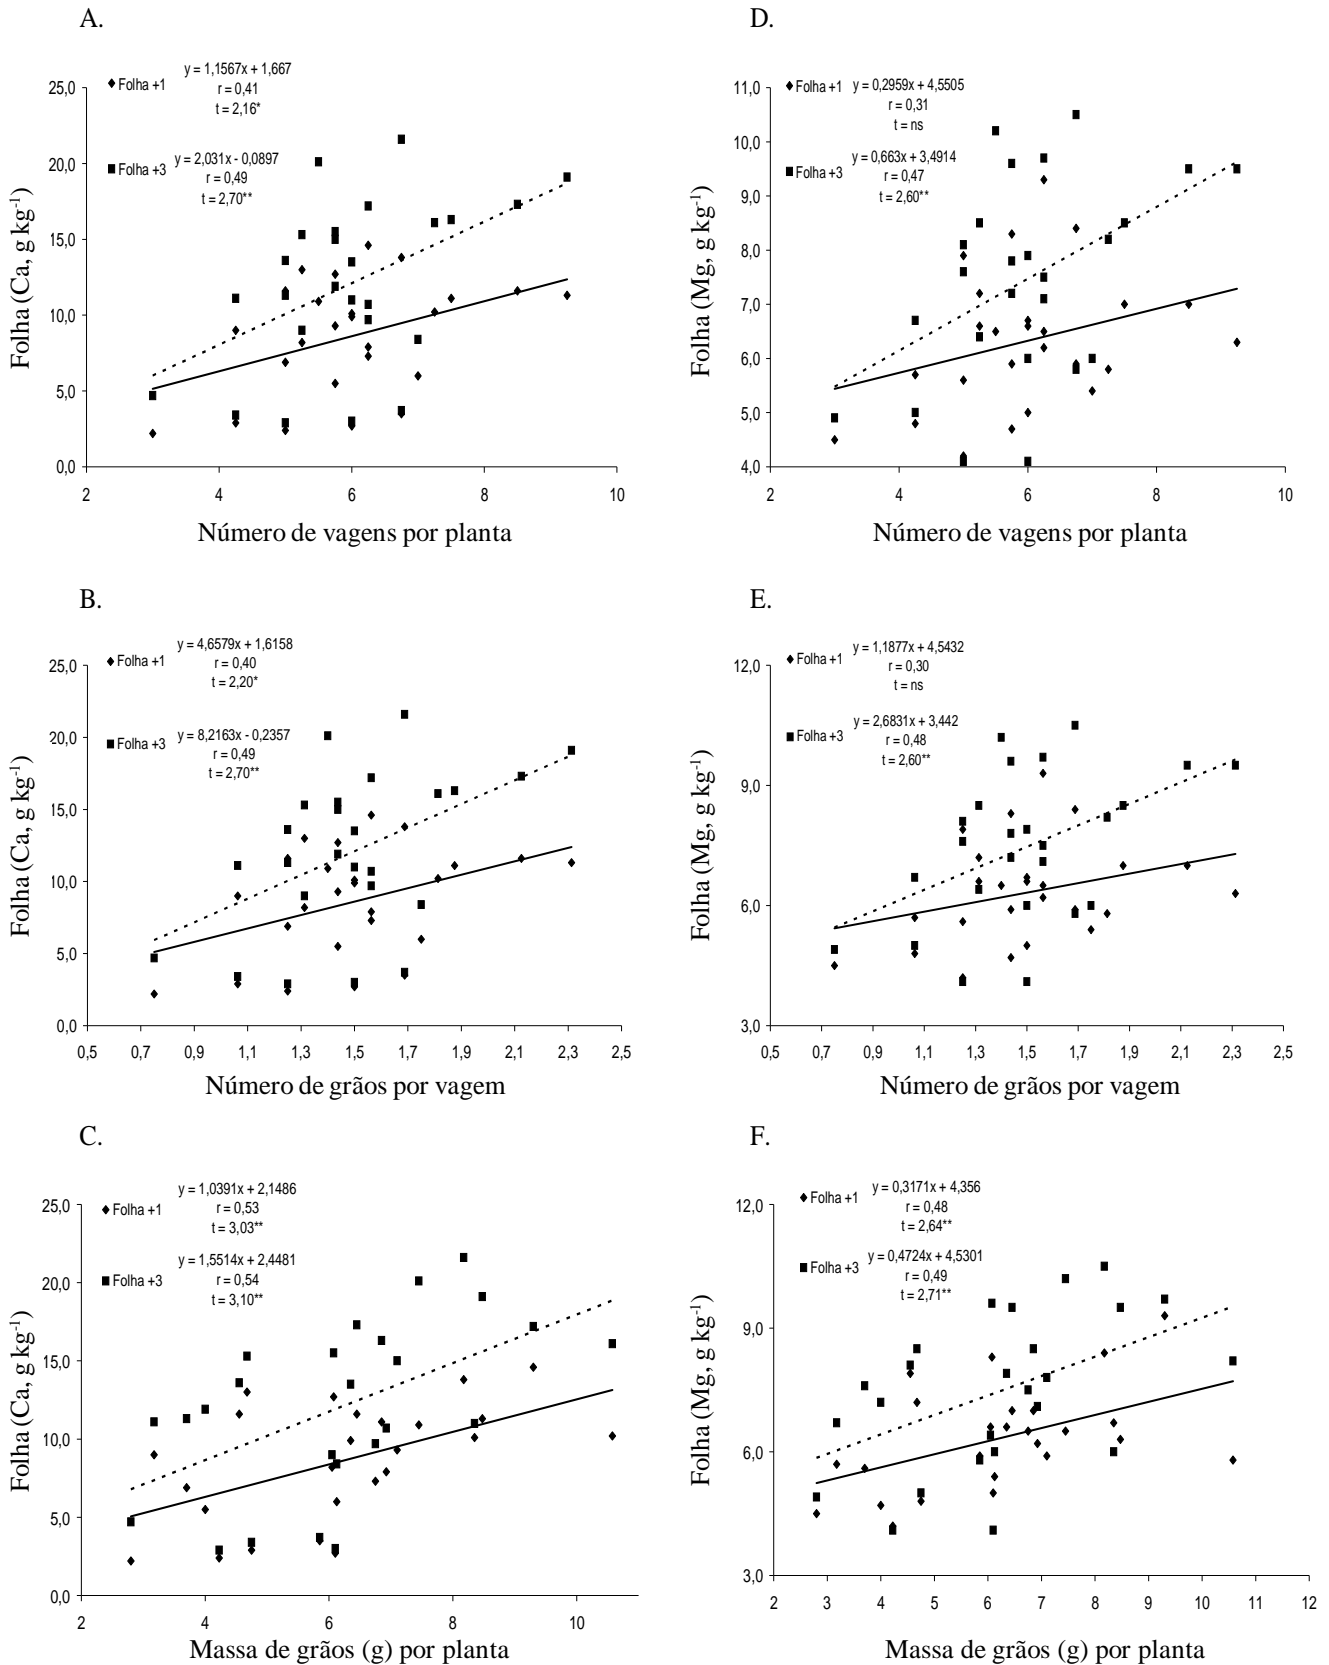 A.
y = 1,1567x + 1,667
Folha +1
r = 0,41
t = 2,16*
y = 2,031x - 0,0897
Folha +3
r = 0,49
t = 2,70**
Folha (Ca, g kg-1)
25,0
20,0
15,0
10,0
5,0
0,0
2 4 6 8 10
Número de vagens por planta
D.
Folha +1 y = 0,2959x + 4,5505
r = 0,31
t = ns
y = 0,663x + 3,4914
Folha +3
r = 0,47
t = 2,60**
Folha (Mg, g kg-1)
11,0
10,0
9,0
8,0
7,0
6,0
5,0
4,0
2 4 6 8 10
Número de vagens por planta
B.
y = 4,6579x + 1,6158
Folha +1
r = 0,40
t = 2,20*
y = 8,2163x - 0,2357
Folha +3
r = 0,49
t = 2,70**
Folha (Ca, g kg-1)
25,0
20,0
15,0
10,0
5,0
0,0
0,5 0,7 0,9 1,1 1,3 1,5 1,7 1,9 2,1 2,3 2,5
Número de grãos por vagem
E.
y = 1,1877x + 4,5432
Folha +1
r = 0,30
t = ns
y = 2,6831x + 3,442
Folha +3
r = 0,48
t = 2,60**
Folha (Mg, g kg-1)
12,0
9,0
6,0
3,0
0,5 0,7 0,9 1,1 1,3 1,5 1,7 1,9 2,1 2,3 2,5
Número de grãos por vagem
C.
y = 1,0391x + 2,1486
Folha +1
r = 0,53
t = 3,03**
y = 1,5514x + 2,4481
Folha +3
r = 0,54
t = 3,10**
Folha (Ca, g kg-1)
25,0
20,0
15,0
10,0
5,0
0,0
2 4 6 8 10
Massa de grãos (g) por planta
F.
y = 0,3171x + 4,356
Folha +1
r = 0,48
t = 2,64**
y = 0,4724x + 4,5301
Folha +3
r = 0,49
t = 2,71**
Folha (Mg, g kg-1)
12,0
9,0
6,0
3,0
2 3 4 5 6 7 8 9 10 11 12
Massa de grãos (g) por planta